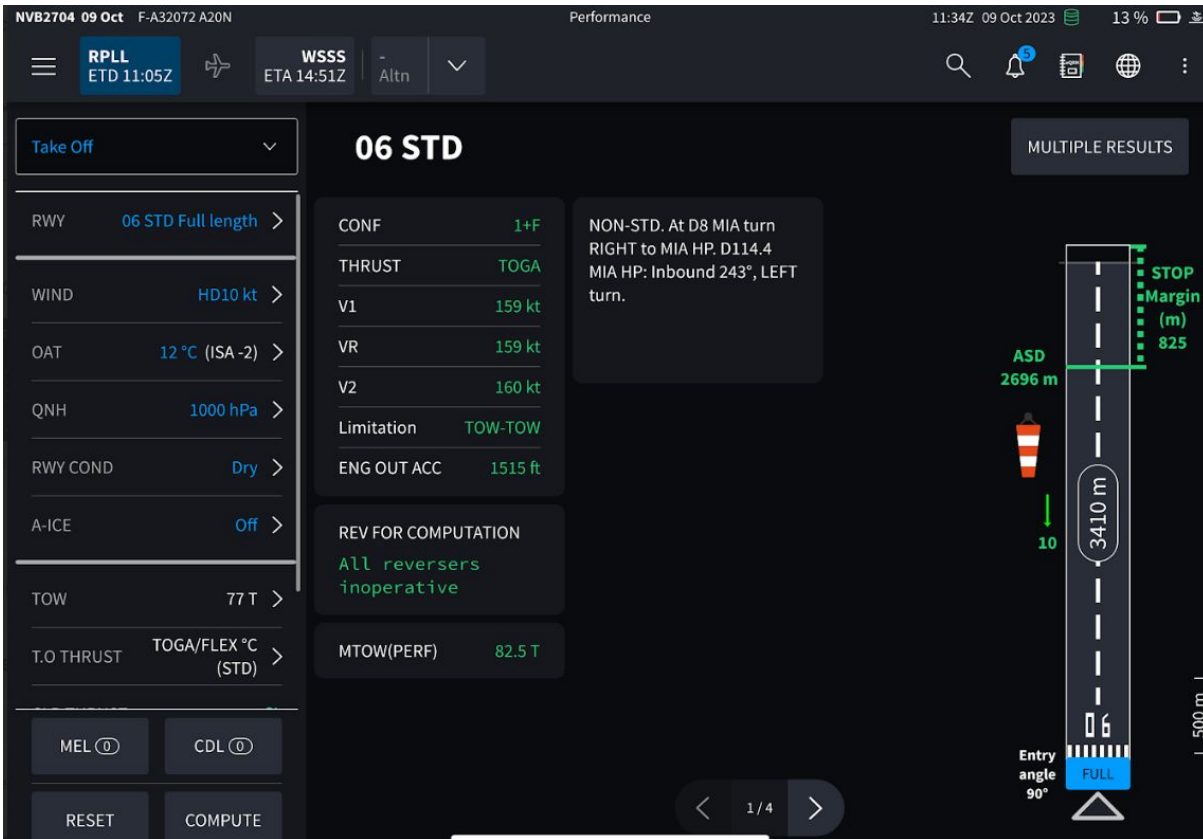 NVB2704 09 Oct F-A32072 A20N
Performance
11:34Z 09 Oct 2023
13 %
RPLL
ETD 11:05Z
WSSS
ETA 14:51Z
-
Altn
5
Take Off
RWY 06 STD Full length
WIND HD10 kt
OAT 12 °C (ISA -2)
QNH 1000 hPa
RWY COND Dry
A-ICE Off
TOW 77 T
T.O THRUST TOGA/FLEX °C
(STD)
MEL 0
CDL 0
RESET
COMPUTE
06 STD
MULTIPLE RESULTS
CONF 1+F
THRUST TOGA
V1 159 kt
VR 159 kt
V2 160 kt
Limitation TOW-TOW
ENG OUT ACC 1515 ft
REV FOR COMPUTATION
All reversers
inoperative
MTOW(PERF) 82.5 T
NON-STD. At D8 MIA turn
RIGHT to MIA HP. D114.4
MIA HP: Inbound 243°, LEFT
turn.
STOP
Margin
(m)
825
ASD
2696 m
10
3410 m
06
500 m
Entry
angle
90°
FULL
1/4